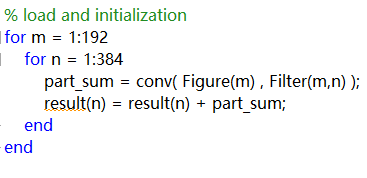 % load and initialization
for m = 1:192
for n = 1:384
part_sum = conv( Figure(m) , Filter(m,n) );
result(n) = result(n) + part_sum;
end
end